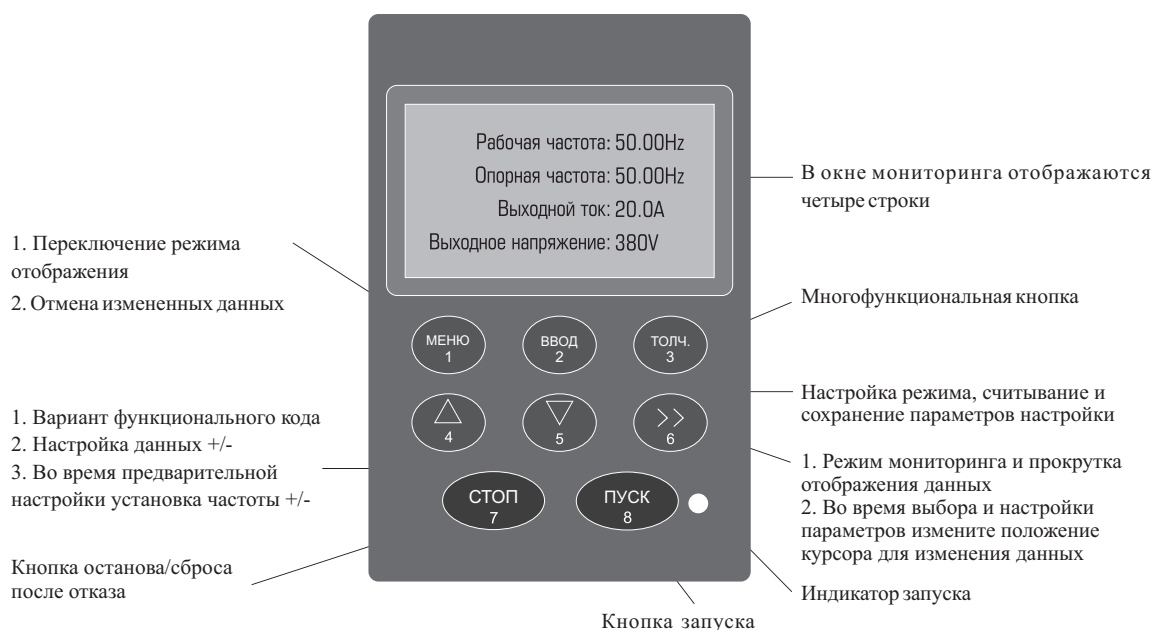 Рабочая частота: 50.00Hz
Опорная частота: 50.00Hz
Выходной ток: 20.0A
Выходное напряжение: 380V
МЕНЮ
1
ВВОД
2
ТОЛЧ.
3
4
5
>>
6
СТОП
7
ПУСК
8
1. Переключение режима
отображения
2. Отмена измененных данных
1. Вариант функционального кода
2. Настройка данных +/-
3. Во время предварительной
настройки установка частоты +/-
Кнопка останова/сброса
после отказа
В окне мониторинга отображаются
четыре строки
Многофункциональная кнопка
Настройка режима, считывание и
сохранение параметров настройки
1. Режим мониторинга и прокрутка
отображения данных
2. Во время выбора и настройки
параметров измените положение
курсора для изменения данных
Индикатор запуска
Кнопка запуска